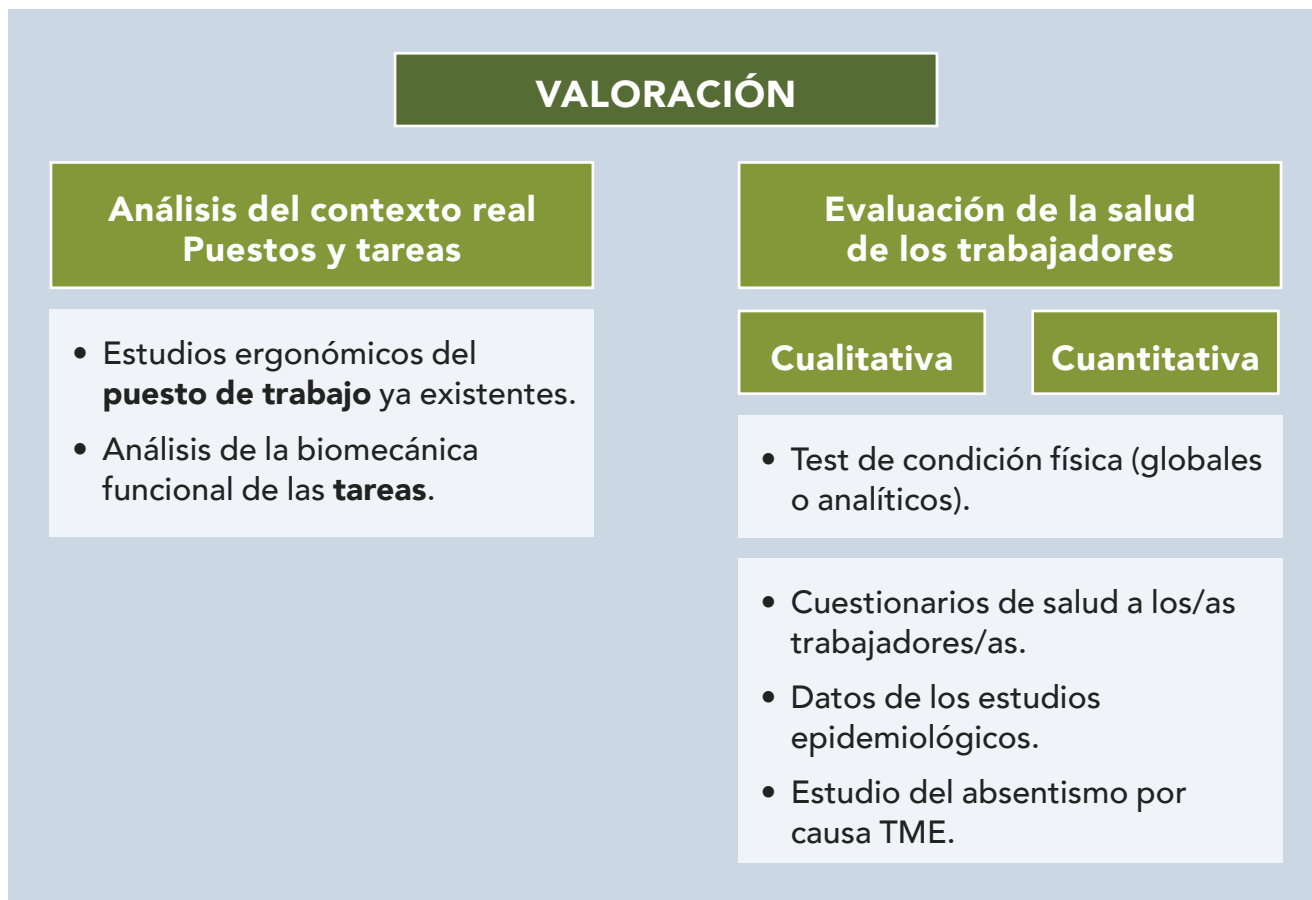 VALORACIÓN
Análisis del contexto real
Puestos y tareas
• Estudios ergonómicos del
puesto de trabajo ya existentes.
• Análisis de la biomecánica
funcional de las tareas.
Evaluación de la salud
de los trabajadores
Cualitativa
Cuantitativa
• Test de condición física (globales
o analíticos).
• Cuestionarios de salud a los/as
trabajadores/as.
• Datos de los estudios
epidemiológicos.
• Estudio del absentismo por
causa TME.